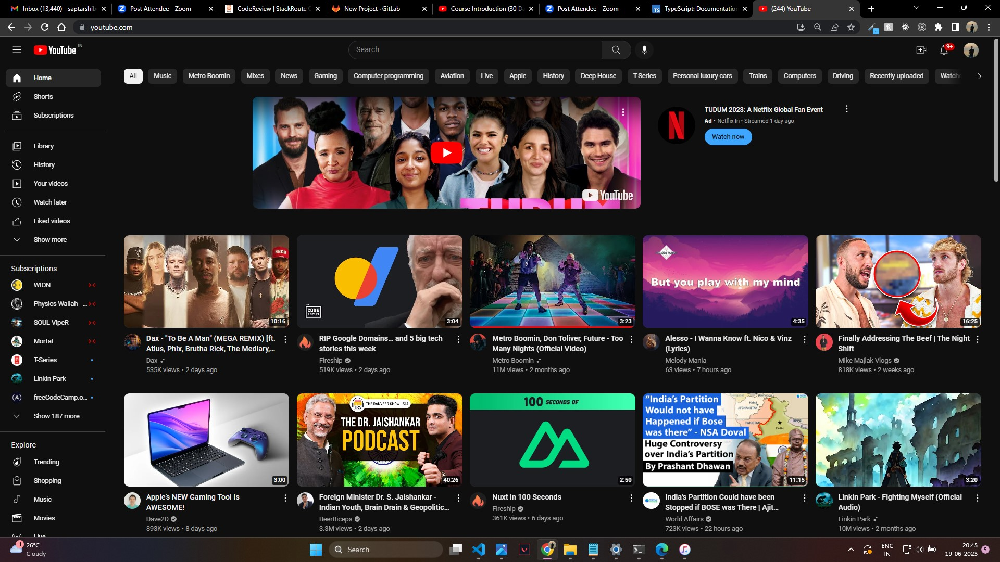 Inbox (13,440) - saptarshib
Post Attendee - Zoom
CodeReview | StackRoute
New Project · GitLab
Course Introduction (30 Da
Post Attendee - Zoom
TypeScript: Documentation
(244) YouTube
youtube.com
YouTube IN
Search
9+
All
Music
Metro Boomin
Mixes
News
Gaming
Computer programming
Aviation
Live
Apple
History
Deep House
T-Series
Personal luxury cars
Trains
Computers
Driving
Recently uploaded
Watch
Home
Shorts
Subscriptions
Library
History
Your videos
Watch later
Liked videos
Show more
Subscriptions
WION
Physics Wallah - ...
SOUL VipeR
MortaL
T-Series
Linkin Park
freeCodeCamp.o...
Show 187 more
Explore
Trending
Shopping
Music
Movies
Live
YouTube
TUDUM 2023: A Netflix Global Fan Event
Ad • Netflix In • Streamed 1 day ago
Watch now
HBCU
10:16
Dax - "To Be A Man" (MEGA REMIX) [ft.
Atlus, Phix, Brutha Rick, The Mediary,...
Dax
535K views • 2 days ago
THE
CODE
REPORT
3:04
RIP Google Domains… and 5 big tech
stories this week
Fireship
519K views • 2 days ago
3:23
Metro Boomin, Don Toliver, Future - Too
Many Nights (Official Video)
Metro Boomin
11M views • 2 months ago
But you play with my mind
4:35
Alesso - I Wanna Know ft. Nico & Vinz
(Lyrics)
Melody Mania
63 views • 7 hours ago
16:25
Finally Addressing The Beef | The Night
Shift
Mike Majlak Vlogs
818K views • 2 weeks ago
3:00
Apple's NEW Gaming Tool Is
AWESOME!
Dave2D
893K views • 8 days ago
TRS
THE RANVEER SHOW - 314
THE DR. JAISHANKAR
PODCAST
40:26
Foreign Minister Dr. S. Jaishankar -
Indian Youth, Brain Drain & Geopolitic...
BeerBiceps
3.3M views • 2 days ago
100 SECONDS OF
2:50
Nuxt in 100 Seconds
Fireship
361K views • 6 days ago
“India’s Partition
Would not have
Happened if Bose
was there” - NSA Doval
Huge Controversy
over India’s Partition
By Prashant Dhawan
Kabul
AFGHANISTAN
PAKISTAN
Delhi
NEPAL
11:15
India's Partition Could have been
Stopped if BOSE was There | Ajit...
World Affairs
723K views • 22 hours ago
3:20
Linkin Park - Fighting Myself (Official
Audio)
Linkin Park
10M views • 2 months ago
1
26°C
Cloudy
Search
ENG
IN
20:45
19-06-2023
5